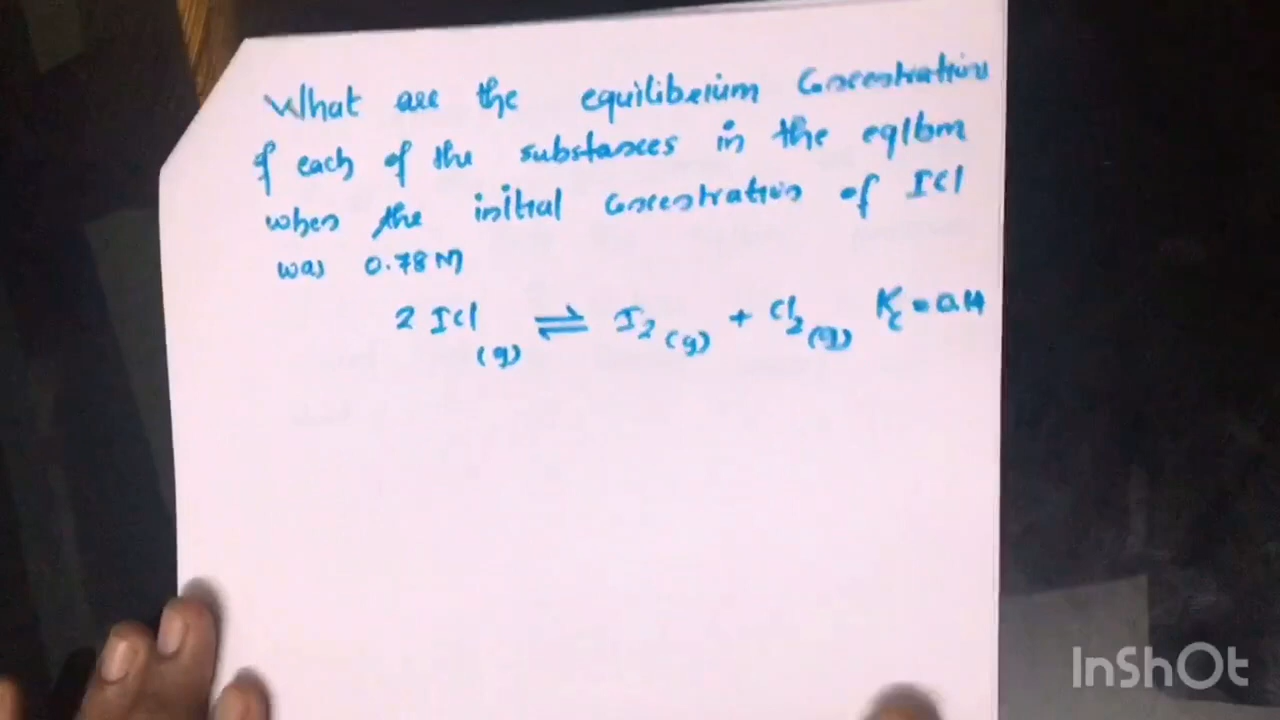 What are the equilibrium concentrations
of each of the substances in the eqlbm
when the initial concentration of ICl
was 0.78 M
2 ICl (g) ⇌ I2 (g) + Cl2 (g) Kc = 0.14
InShOt